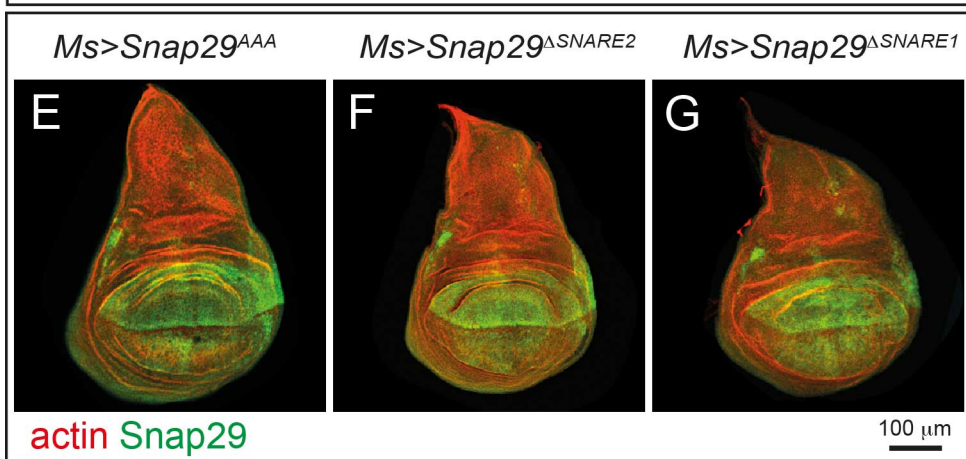 Ms>Snap29^AAA Ms>Snap29^ΔSNARE2 Ms>Snap29^ΔSNARE1
E F G
actin Snap29
100 μm